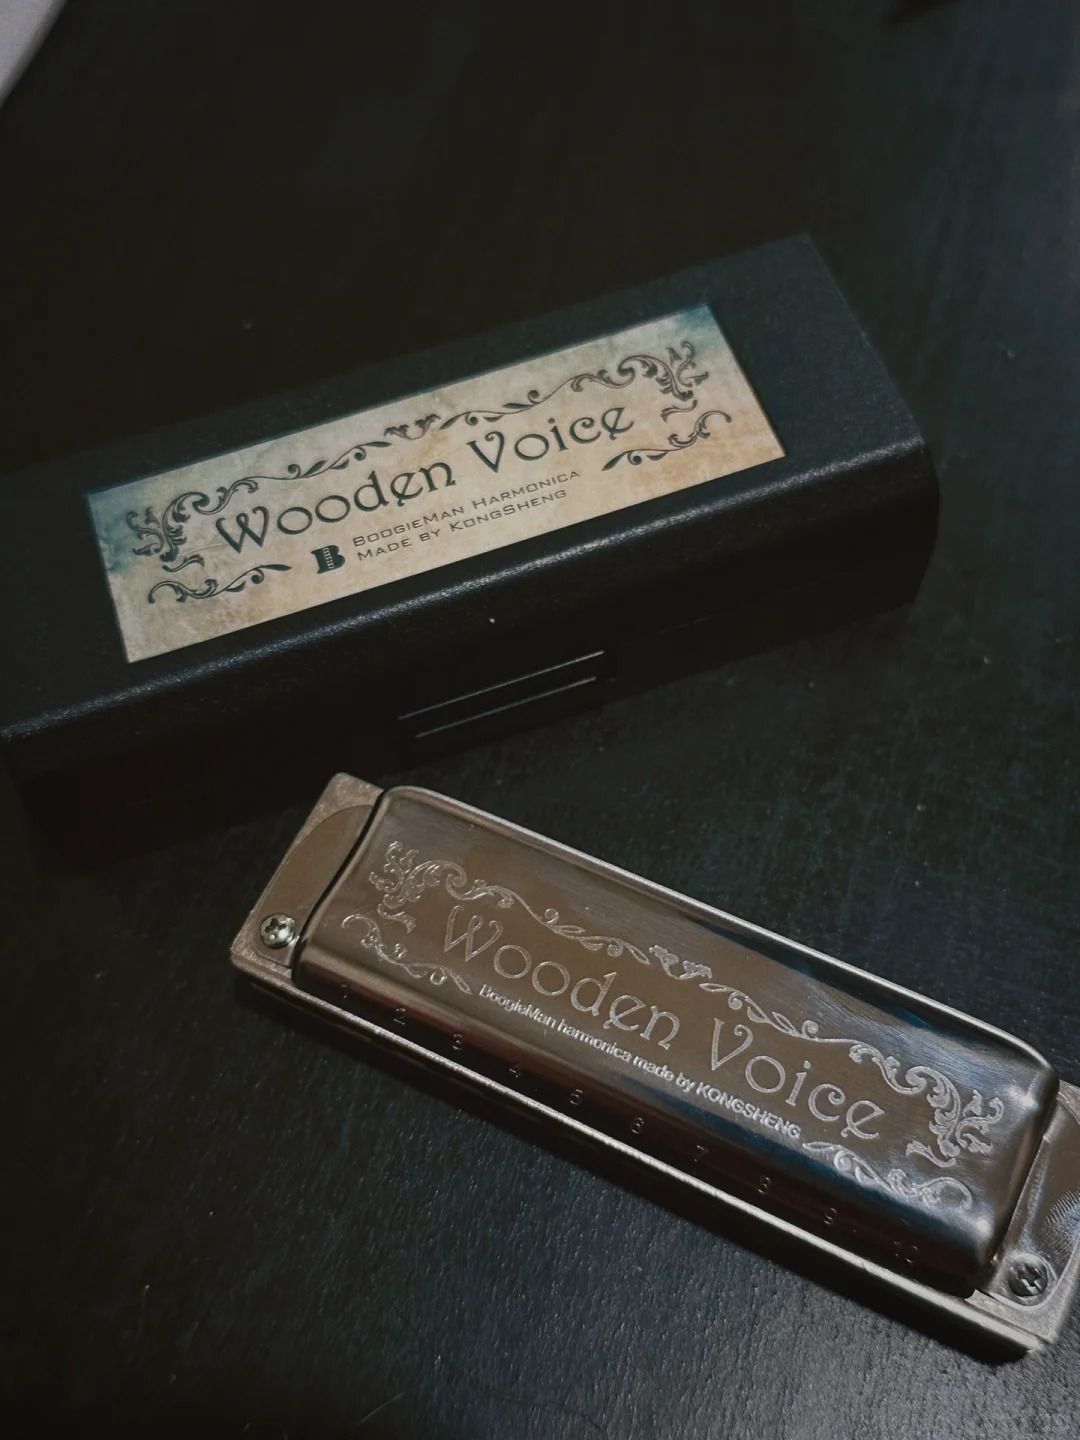 Wooden Voice
B BoogieMan Harmonica
Made by KongSheng
Wooden Voice
BoogieMan harmonica made by KONGSHENG
1 2 3 4 5 6 7 8 9 10